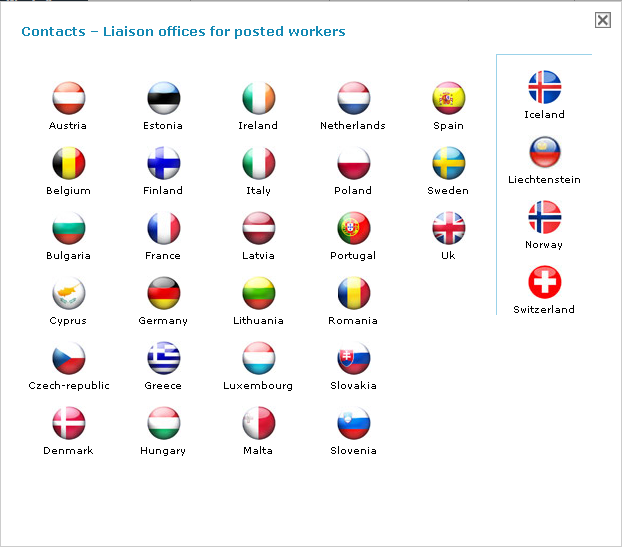 Contacts – Liaison offices for posted workers
Austria
Belgium
Bulgaria
Cyprus
Czech-republic
Denmark
Estonia
Finland
France
Germany
Greece
Hungary
Ireland
Italy
Latvia
Lithuania
Luxembourg
Malta
Netherlands
Poland
Portugal
Romania
Slovakia
Slovenia
Spain
Sweden
Uk
Iceland
Liechtenstein
Norway
Switzerland